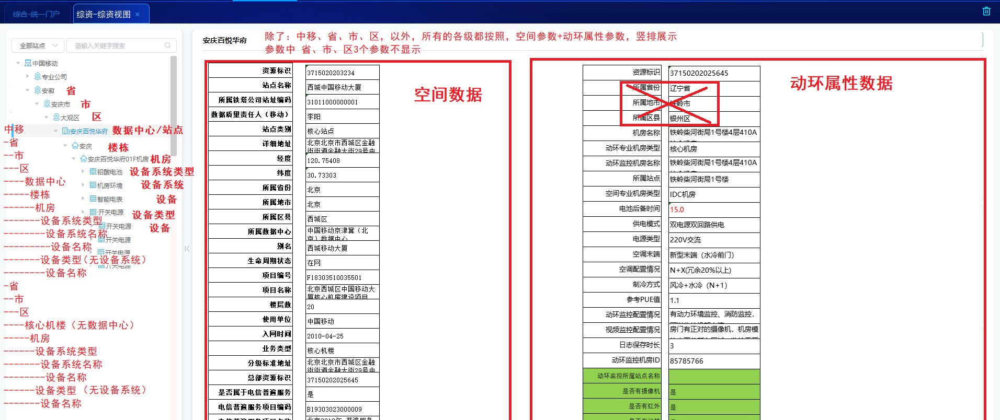 综合-统一门户
综资-综资视图 ×
全部站点
请输入关键字搜索
中国移动
专业公司
安徽 省
安庆市 市
大观区 区
安庆百悦华府 数据中心/站点
安庆 楼栋
安庆百悦华府01F机房 机房
铅酸电池 设备系统类型
机房环境 设备系统
智能电表 设备
开关电源 设备类型
开关电源 设备
开关电源
开关电源
开关电源
中移
-省
--市
---区
----数据中心
-----楼栋
------机房
-------设备系统类型
--------设备系统名称
---------设备名称
-------设备类型(无设备系统)
--------设备名称
-省
--市
---区
----核心机楼（无数据中心）
-----机房
------设备系统类型
-------设备系统名称
--------设备名称
------设备类型（无设备系统）
-------设备名称
安庆百悦华府
除了：中移、省、市、区，以外，所有的各级都按照，空间参数+动环属性参数，竖排展示
参数中 省、市、区3个参数不显示
空间数据
资源标识 3715020203234
站点名称 西城中国移动大厦
所属铁塔公司站址编码 31011000000001
数据质量责任人（移动） 李阳
站点类别 核心站点
详细地址 北京北京市西城区金融
街街道金融大街29号中
经度 120.75408
纬度 30.73303
所属省份 北京
所属地市 北京
所属区县 西城区
所属数据中心 中国移动京津冀（北
京）数据中心
别名 西城移动大厦
生命周期状态 在网
项目编号 F18303510035501
项目名称 北京西城区中国移动大
厦核心机房建设项目
楼层数 20
使用单位 中国移动
入网时间 2010-04-25
业务类型 核心机楼
分级标准地址 北京北京市西城区金融
街街道金融大街29号中
总部资源标识 37150202025645
是否属于电信普遍服务 是
电信普遍服务项目编码 B19303023000009
动环属性数据
资源标识 37150202025645
所属省份 辽宁省
所属地市 铁岭市
所属区县 银州区
机房名称 铁岭柴河街局1号楼4层410A
动环专业机房类型 核心机房
动环监控机房名称 铁岭柴河街局1号楼4层410A
所属站点 铁岭柴河街局1号楼
空间专业机房类型 IDC机房
电池后备时间 15.0
供电模式 双电源双回路供电
电源类型 220V交流
空调末端 新型末端（水冷前门）
空调配置情况 N+X(冗余20%以上)
制冷方式 风冷+水冷（N+1）
参考PUE值 1.1
动环监控配置情况 有动力环境监控、消防监控，
视频监控配置情况 房门有正对的摄像机，机房模
日志保存时长 3
动环监控机房ID 85785766
动环监控所属站点名称
是否有摄像机 是
是否有红外 是